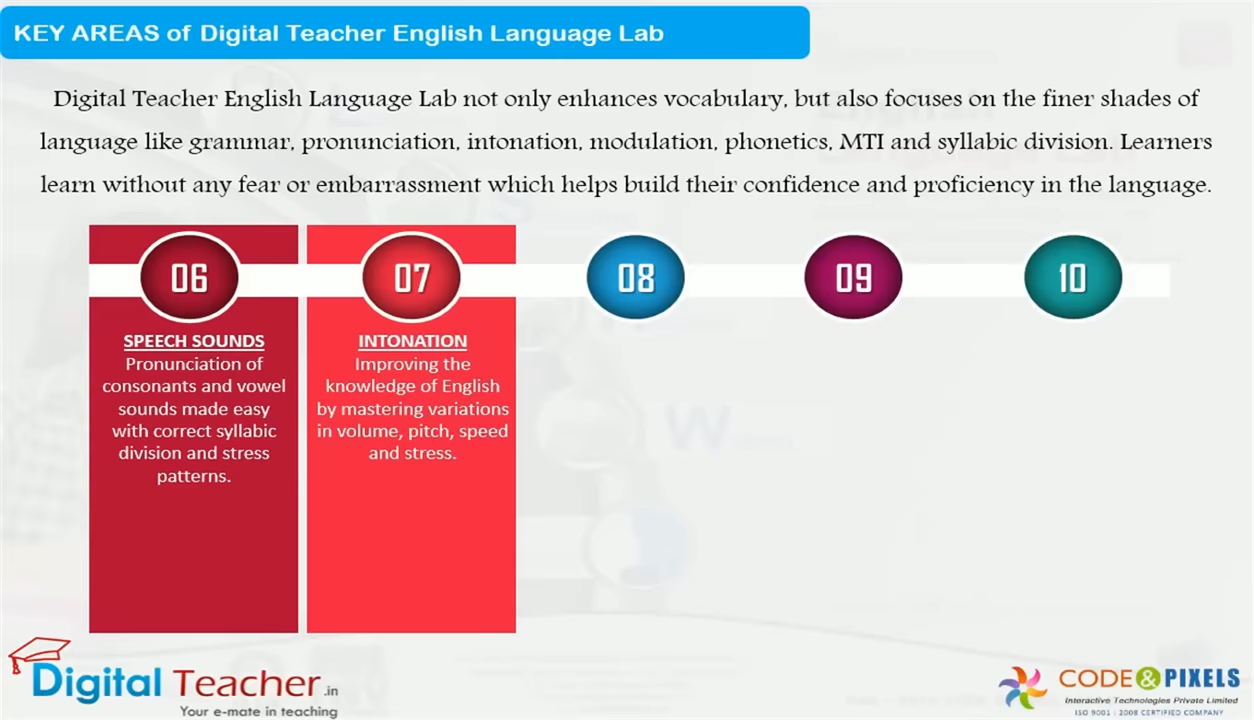 KEY AREAS of Digital Teacher English Language Lab
Digital Teacher English Language Lab not only enhances vocabulary, but also focuses on the finer shades of
language like grammar, pronunciation, intonation, modulation, phonetics, MTI and syllabic division. Learners
learn without any fear or embarrassment which helps build their confidence and proficiency in the language.
06
07
08
09
10
SPEECH SOUNDS
Pronunciation of
consonants and vowel
sounds made easy
with correct syllabic
division and stress
patterns.
INTONATION
Improving the
knowledge of English
by mastering variations
in volume, pitch, speed
and stress.
Digital Teacher.in
Your e-mate in teaching
CODE&PIXELS
Interactive Technologies Private Limited
ISO 9001 : 2008 CERTIFIED COMPANY